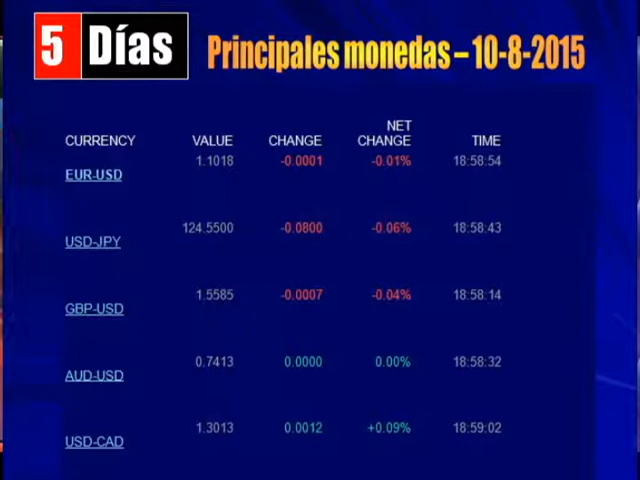 5 Días
Principales monedas – 10-8-2015
NET
CURRENCY VALUE CHANGE CHANGE TIME
1.1018 -0.0001 -0.01% 18:58:54
EUR-USD
124.5500 -0.0800 -0.06% 18:58:43
USD-JPY
1.5585 -0.0007 -0.04% 18:58:14
GBP-USD
0.7413 0.0000 0.00% 18:58:32
AUD-USD
1.3013 0.0012 +0.09% 18:59:02
USD-CAD